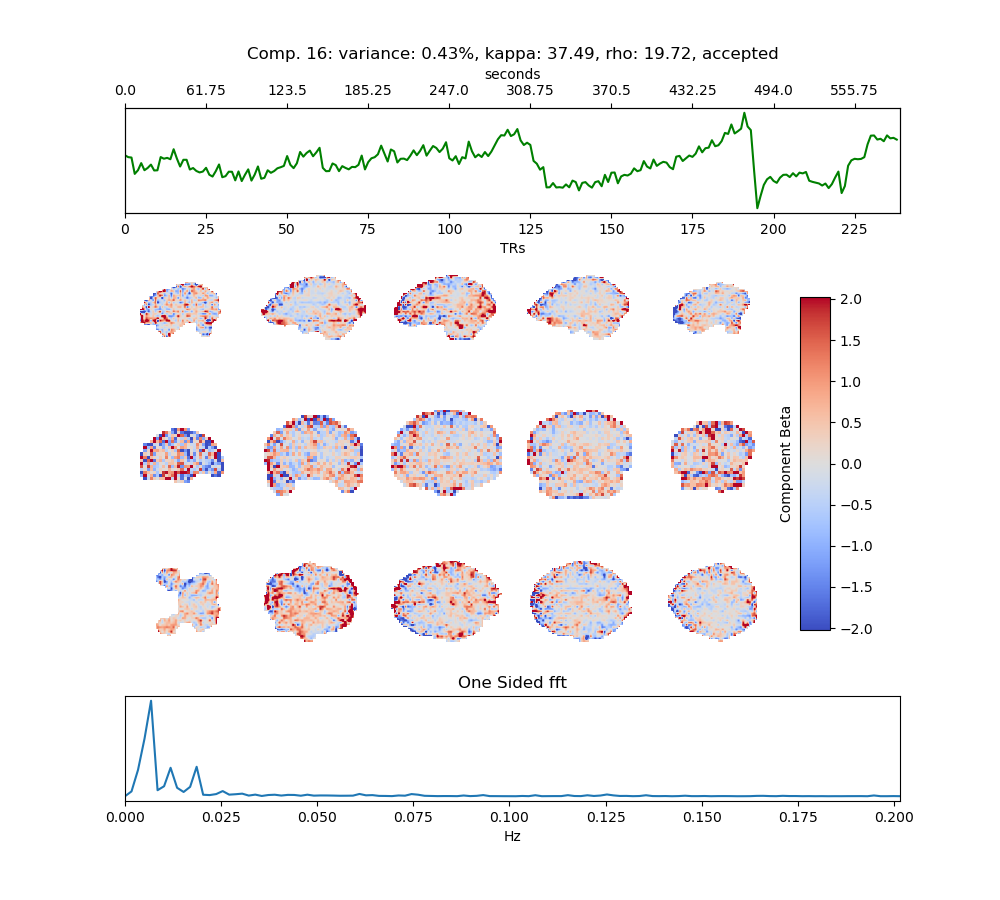 Comp. 16: variance: 0.43%, kappa: 37.49, rho: 19.72, accepted
seconds
0.0 61.75 123.5 185.25 247.0 308.75 370.5 432.25 494.0 555.75
0 25 50 75 100 125 150 175 200 225
TRs
2.0
1.5
1.0
0.5
0.0
−0.5
−1.0
−1.5
−2.0
Component Beta
One Sided fft
0.000 0.025 0.050 0.075 0.100 0.125 0.150 0.175 0.200
Hz